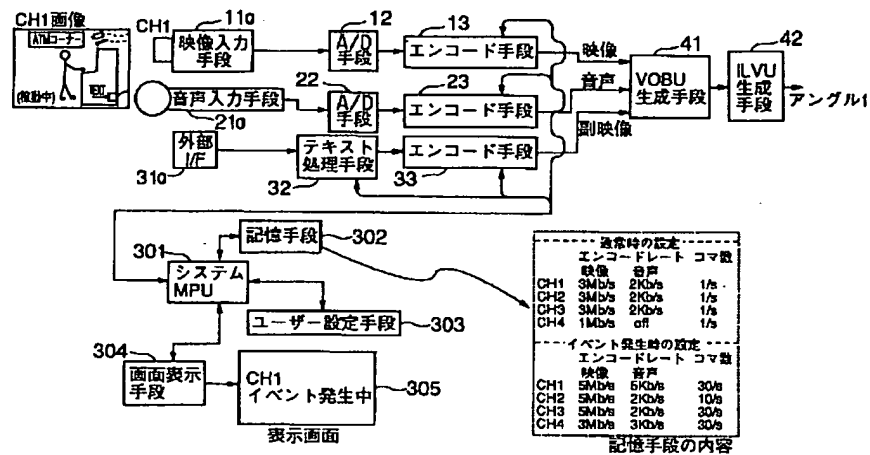 CH1画像
ATMコーナー
(稼動中)
CH1
11a
映像入力手段
12
A/D手段
13
エンコード手段
映像
41
VOBU生成手段
42
ILVU生成手段
アングル1
音声入力手段
21a
22
A/D手段
23
エンコード手段
音声
外部I/F
31a
テキスト処理手段
32
エンコード手段
33
副映像
301
システムMPU
記憶手段
302
ユーザー設定手段
303
304
画面表示手段
CH1
イベント発生中
305
表示画面
通常時の設定
エンコードレート コマ数
映像 音声
CH1 3Mb/s 2Kb/s 1/s
CH2 3Mb/s 2Kb/s 1/s
CH3 3Mb/s 2Kb/s 1/s
CH4 1Mb/s off 1/s
イベント発生時の設定
エンコードレート コマ数
映像 音声
CH1 5Mb/s 5Kb/s 30/s
CH2 5Mb/s 2Kb/s 10/s
CH3 5Mb/s 2Kb/s 30/s
CH4 3Mb/s 3Kb/s 30/s
記憶手段の内容